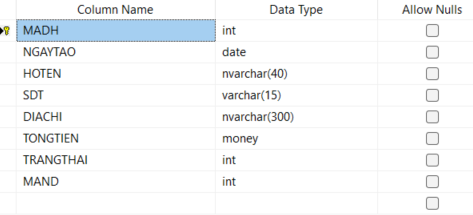 Column Name Data Type Allow Nulls
MADH int
NGAYTAO date
HOTEN nvarchar(40)
SDT varchar(15)
DIACHI nvarchar(300)
TONGTIEN money
TRANGTHAI int
MAND int